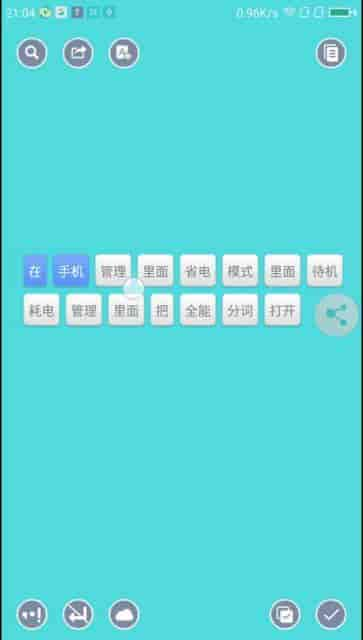 21:04 0.96K/s
在 手机 管理 里面 省电 模式 里面 待机
耗电 管理 里面 把 全能 分词 打开